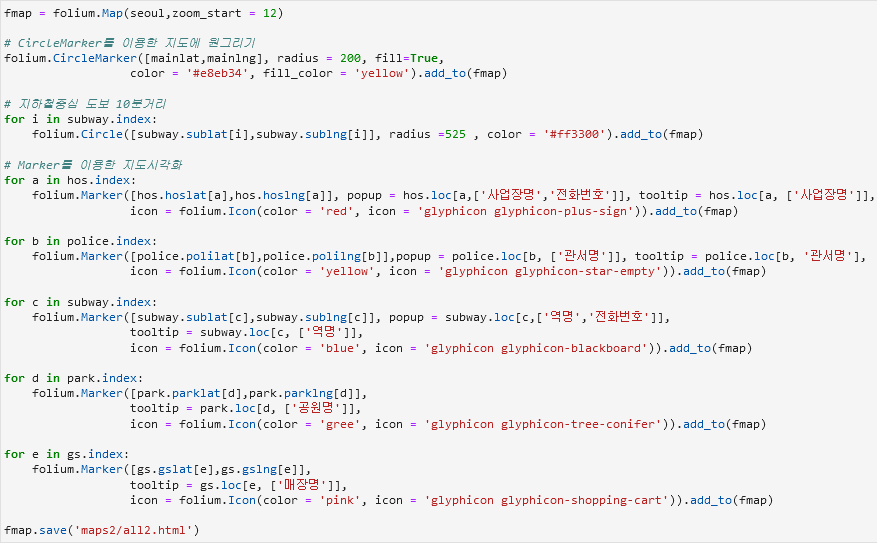 fmap = folium.Map(seoul,zoom_start = 12)
# CircleMarker를 이용한 지도에 원그리기
folium.CircleMarker([mainlat,mainlng], radius = 200, fill=True,
color = '#e8eb34', fill_color = 'yellow').add_to(fmap)
# 지하철중심 도보 10분거리
for i in subway.index:
folium.Circle([subway.sublat[i],subway.sublng[i]], radius =525 , color = '#ff3300').add_to(fmap)
# Marker를 이용한 지도시각화
for a in hos.index:
folium.Marker([hos.hoslat[a],hos.hoslng[a]], popup = hos.loc[a,['사업장명','전화번호']], tooltip = hos.loc[a, ['사업장명']],
icon = folium.Icon(color = 'red', icon = 'glyphicon glyphicon-plus-sign')).add_to(fmap)
for b in police.index:
folium.Marker([police.polilat[b],police.polilng[b]],popup = police.loc[b, ['관서명']], tooltip = police.loc[b, '관서명'],
icon = folium.Icon(color = 'yellow', icon = 'glyphicon glyphicon-star-empty')).add_to(fmap)
for c in subway.index:
folium.Marker([subway.sublat[c],subway.sublng[c]], popup = subway.loc[c,['역명','전화번호']],
tooltip = subway.loc[c, ['역명']],
icon = folium.Icon(color = 'blue', icon = 'glyphicon glyphicon-blackboard')).add_to(fmap)
for d in park.index:
folium.Marker([park.parklat[d],park.parklng[d]],
tooltip = park.loc[d, ['공원명']],
icon = folium.Icon(color = 'gree', icon = 'glyphicon glyphicon-tree-conifer')).add_to(fmap)
for e in gs.index:
folium.Marker([gs.gslat[e],gs.gslng[e]],
tooltip = gs.loc[e, ['매장명']],
icon = folium.Icon(color = 'pink', icon = 'glyphicon glyphicon-shopping-cart')).add_to(fmap)
fmap.save('maps2/all2.html')